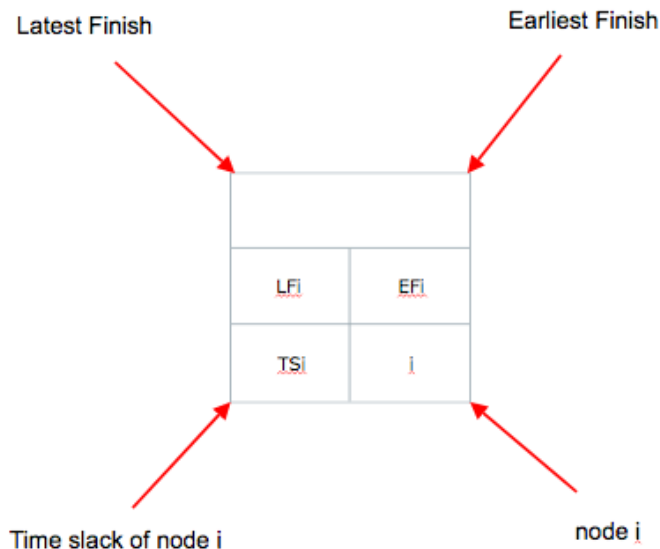 Latest Finish
Earliest Finish
LFi
EFi
TSi
i
Time slack of node i
node i